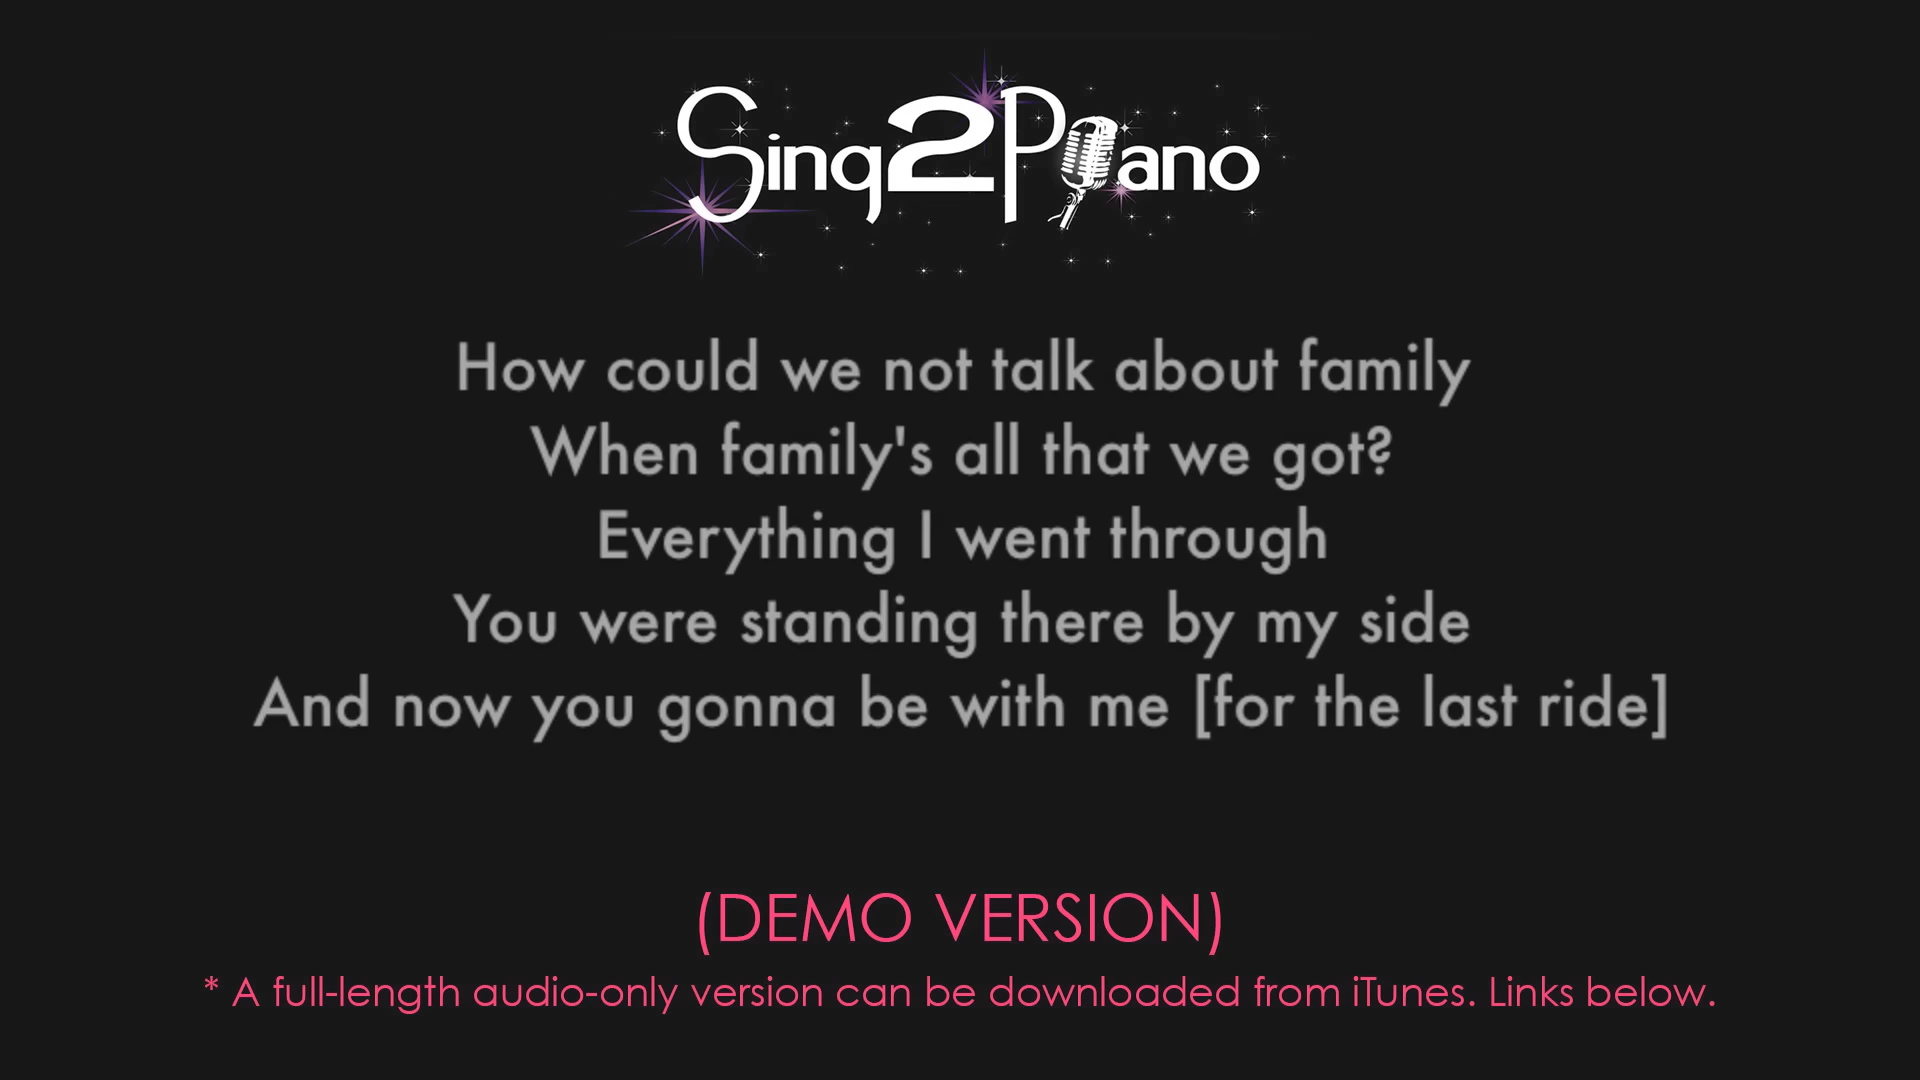 Sing2Piano
How could we not talk about family
When family's all that we got?
Everything I went through
You were standing there by my side
And now you gonna be with me [for the last ride]
(DEMO VERSION)
* A full-length audio-only version can be downloaded from iTunes. Links below.